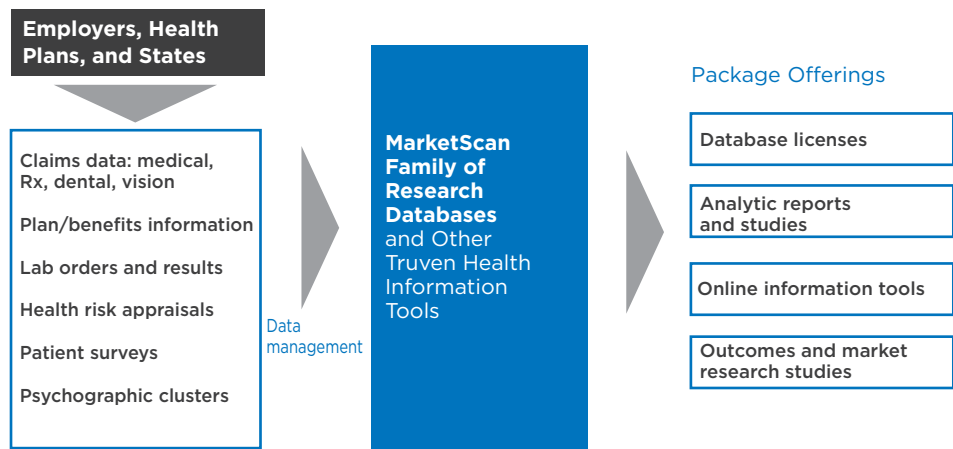 Employers, Health
Plans, and States
Claims data: medical,
Rx, dental, vision
Plan/benefits information
Lab orders and results
Health risk appraisals
Patient surveys
Psychographic clusters
Data
management
MarketScan
Family of
Research
Databases
and Other
Truven Health
Information
Tools
Package Offerings
Database licenses
Analytic reports
and studies
Online information tools
Outcomes and market
research studies